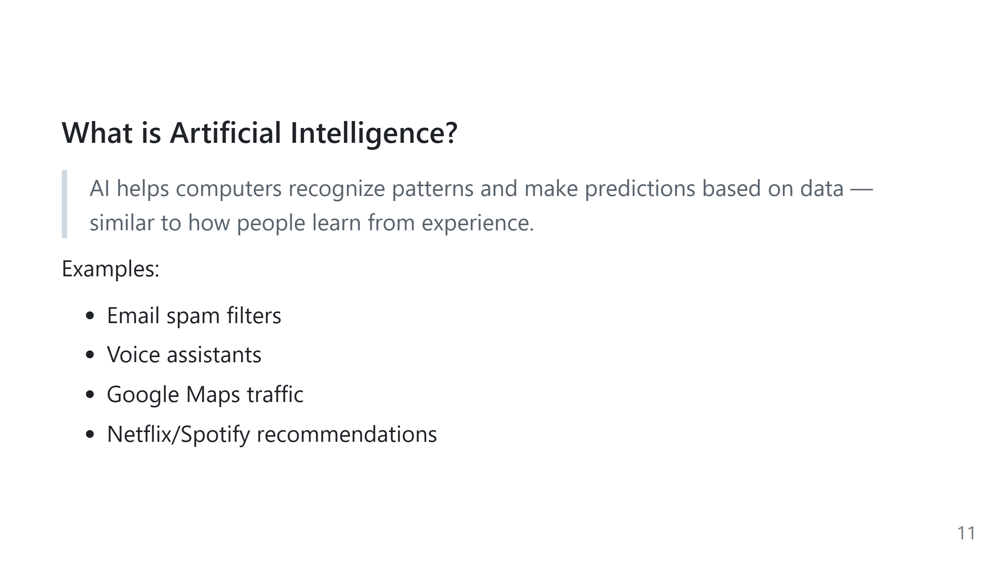 What is Artificial Intelligence?
AI helps computers recognize patterns and make predictions based on data —
similar to how people learn from experience.
Examples:
• Email spam filters
• Voice assistants
• Google Maps traffic
• Netflix/Spotify recommendations
11